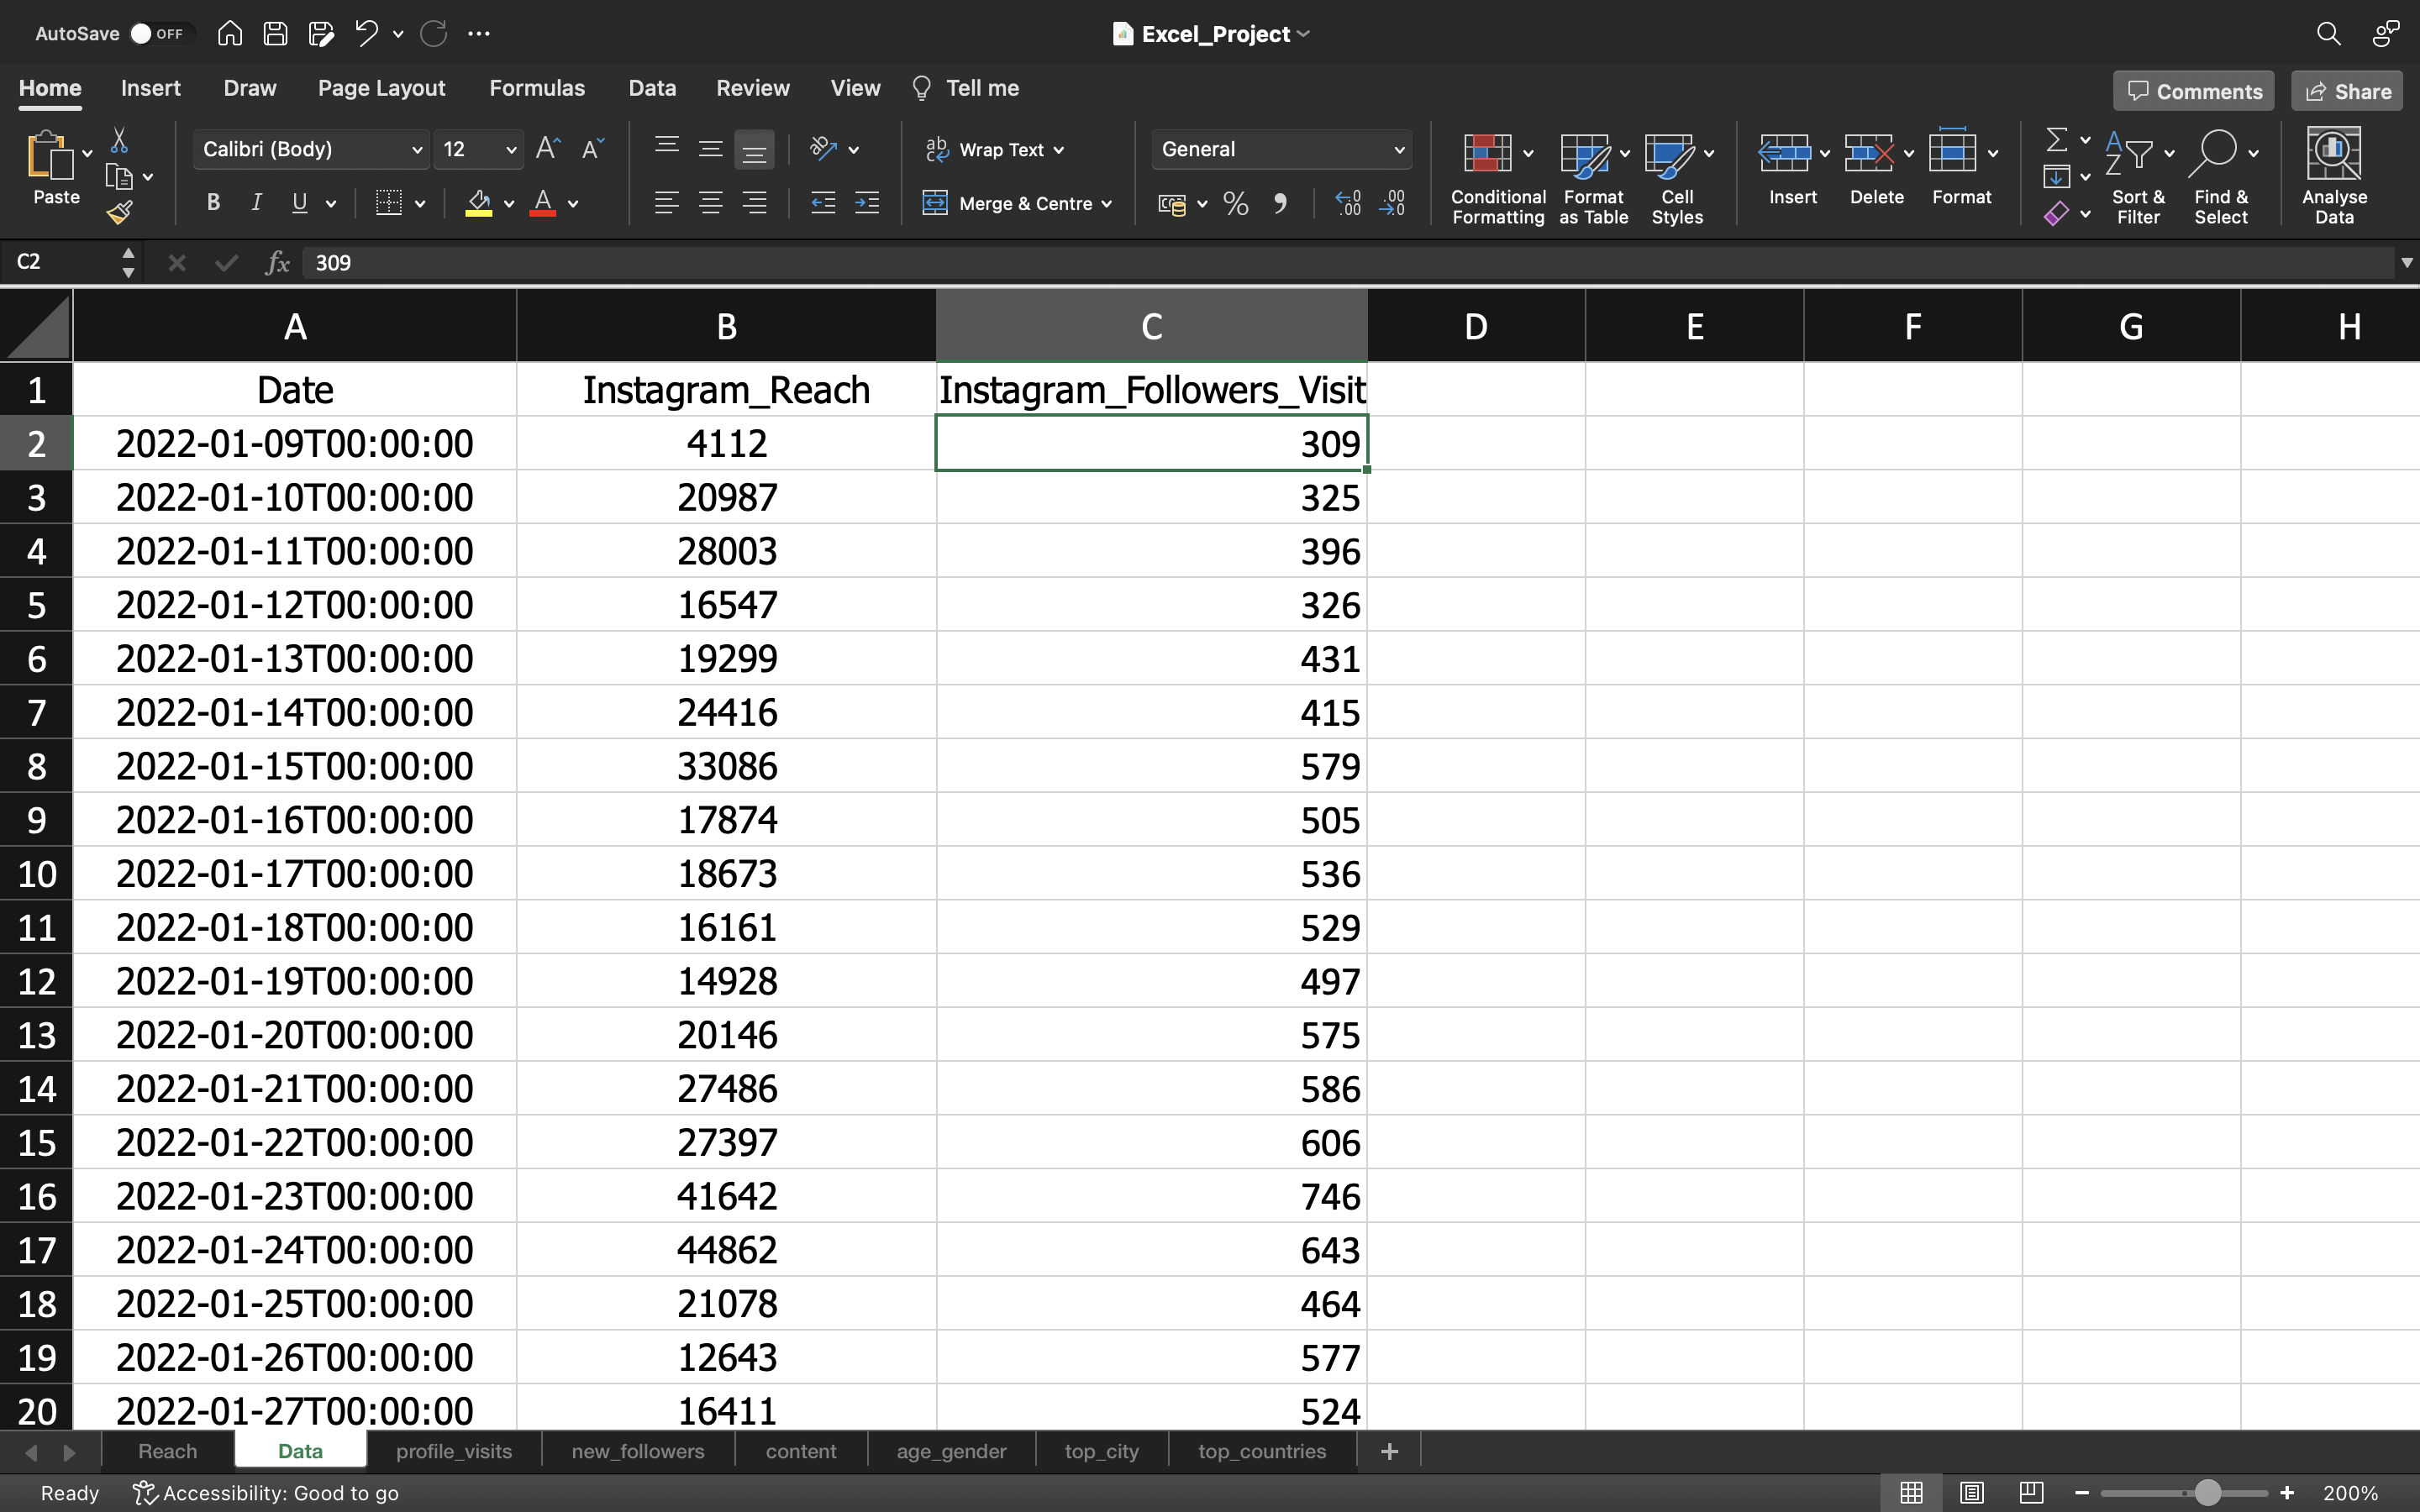 AutoSave OFF Excel_Project
Home Insert Draw Page Layout Formulas Data Review View Tell me Comments Share
Paste Calibri (Body) 12 A A Wrap Text General Conditional Formatting Format as Table Cell Styles Insert Delete Format Sort & Filter Find & Select Analyse Data
B I U A Merge & Centre % .00 .00
C2 fx 309
A B C D E F G H
1 Date Instagram_Reach Instagram_Followers_Visit
2 2022-01-09T00:00:00 4112 309
3 2022-01-10T00:00:00 20987 325
4 2022-01-11T00:00:00 28003 396
5 2022-01-12T00:00:00 16547 326
6 2022-01-13T00:00:00 19299 431
7 2022-01-14T00:00:00 24416 415
8 2022-01-15T00:00:00 33086 579
9 2022-01-16T00:00:00 17874 505
10 2022-01-17T00:00:00 18673 536
11 2022-01-18T00:00:00 16161 529
12 2022-01-19T00:00:00 14928 497
13 2022-01-20T00:00:00 20146 575
14 2022-01-21T00:00:00 27486 586
15 2022-01-22T00:00:00 27397 606
16 2022-01-23T00:00:00 41642 746
17 2022-01-24T00:00:00 44862 643
18 2022-01-25T00:00:00 21078 464
19 2022-01-26T00:00:00 12643 577
20 2022-01-27T00:00:00 16411 524
Reach Data profile_visits new_followers content age_gender top_city top_countries +
Ready Accessibility: Good to go 200%